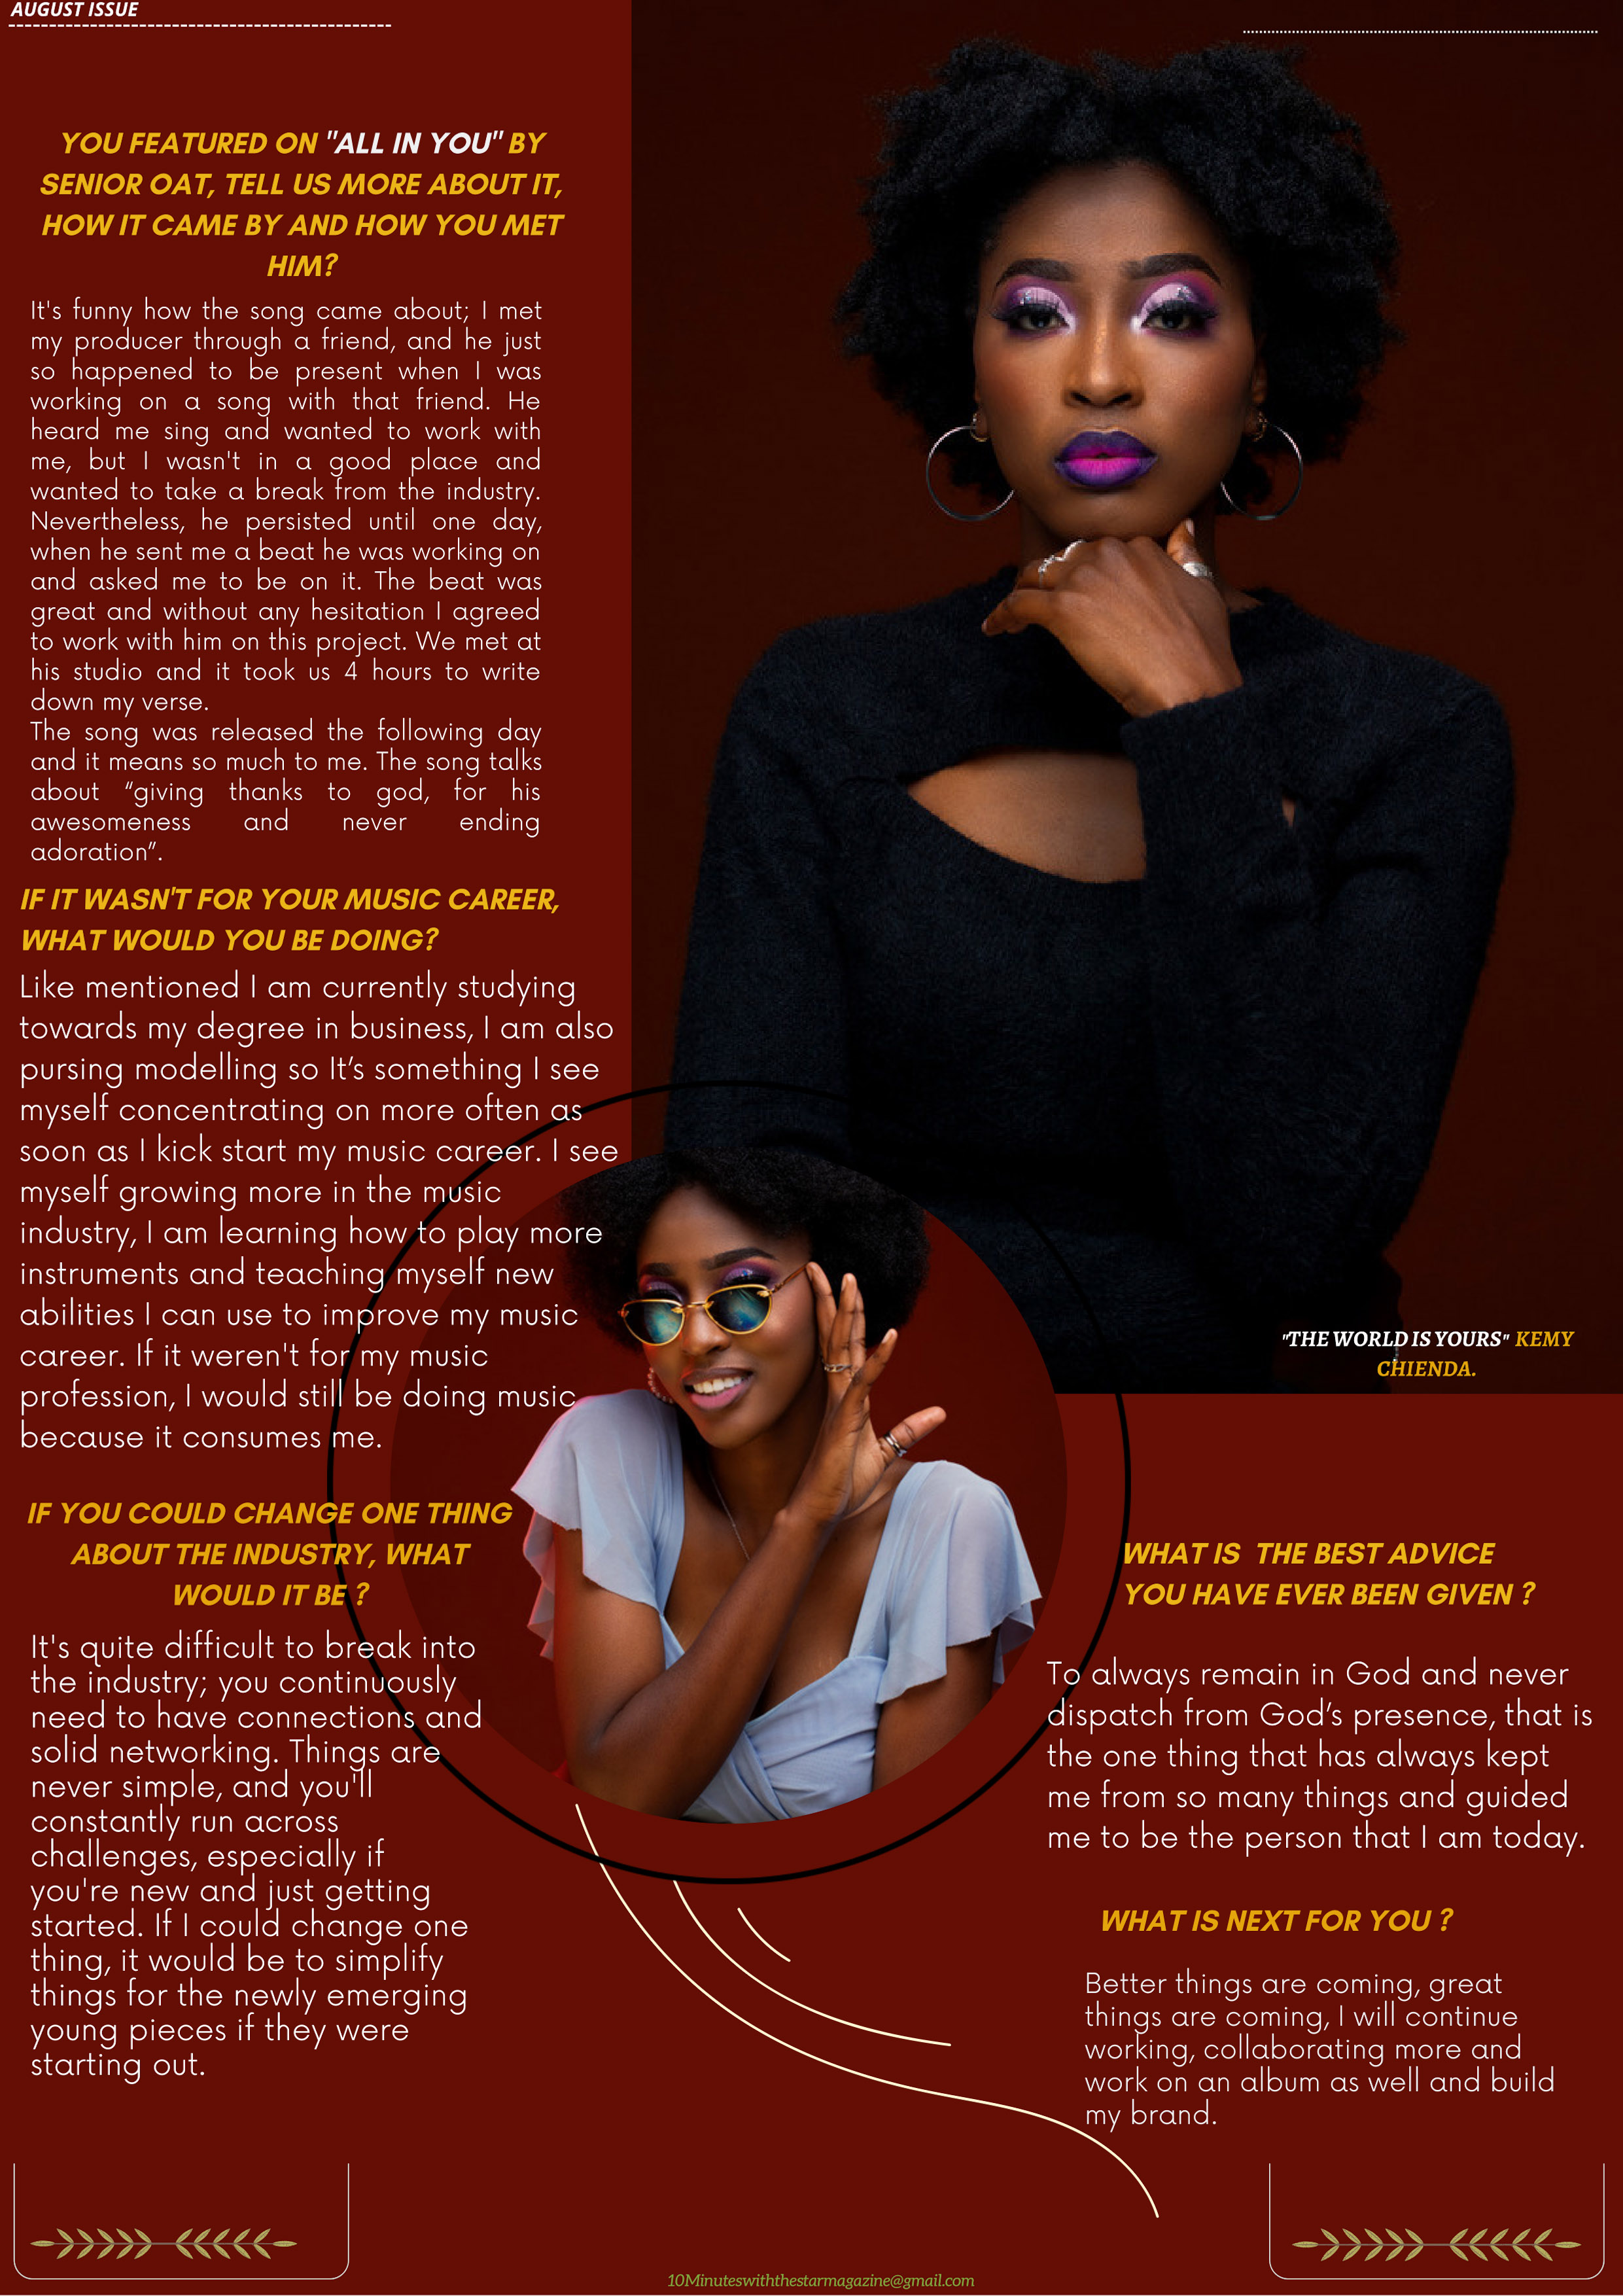 AUGUST ISSUE
YOU FEATURED ON "ALL IN YOU" BY
SENIOR OAT, TELL US MORE ABOUT IT,
HOW IT CAME BY AND HOW YOU MET
HIM?
It's funny how the song came about; I met
my producer through a friend, and he just
so happened to be present when I was
working on a song with that friend. He
heard me sing and wanted to work with
me, but I wasn't in a good place and
wanted to take a break from the industry.
Nevertheless, he persisted until one day,
when he sent me a beat he was working on
and asked me to be on it. The beat was
great and without any hesitation I agreed
to work with him on this project. We met at
his studio and it took us 4 hours to write
down my verse.
The song was released the following day
and it means so much to me. The song talks
about “giving thanks to god, for his
awesomeness and never ending
adoration”.
IF IT WASN'T FOR YOUR MUSIC CAREER,
WHAT WOULD YOU BE DOING?
Like mentioned I am currently studying
towards my degree in business, I am also
pursing modelling so It’s something I see
myself concentrating on more often as
soon as I kick start my music career. I see
myself growing more in the music
industry, I am learning how to play more
instruments and teaching myself new
abilities I can use to improve my music
career. If it weren't for my music
profession, I would still be doing music
because it consumes me.
IF YOU COULD CHANGE ONE THING
ABOUT THE INDUSTRY, WHAT
WOULD IT BE ?
It's quite difficult to break into
the industry; you continuously
need to have connections and
solid networking. Things are
never simple, and you'll
constantly run across
challenges, especially if
you're new and just getting
started. If I could change one
thing, it would be to simplify
things for the newly emerging
young pieces if they were
starting out.
"THE WORLD IS YOURS" KEMY
CHIENDA.
WHAT IS THE BEST ADVICE
YOU HAVE EVER BEEN GIVEN ?
To always remain in God and never
dispatch from God’s presence, that is
the one thing that has always kept
me from so many things and guided
me to be the person that I am today.
WHAT IS NEXT FOR YOU ?
Better things are coming, great
things are coming, I will continue
working, collaborating more and
work on an album as well and build
my brand.
10Minuteswiththestarmagazine@gmail.com